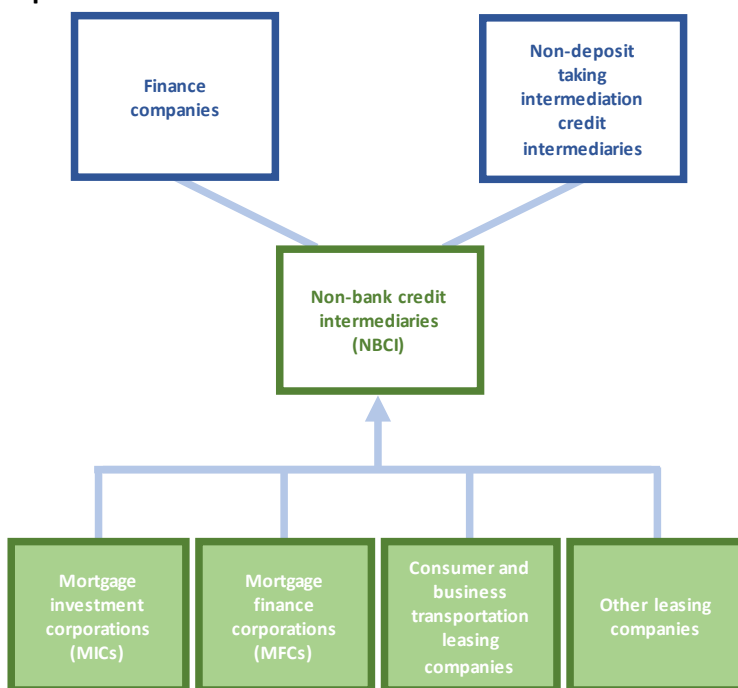 Finance
companies
Non-deposit
taking
intermediation
credit
intermediaries
Non-bank credit
intermediaries
(NBCI)
Mortgage
investment
corporations
(MICs)
Mortgage
finance
corporations
(MFCs)
Consumer and
business
transportation
leasing
companies
Other leasing
companies